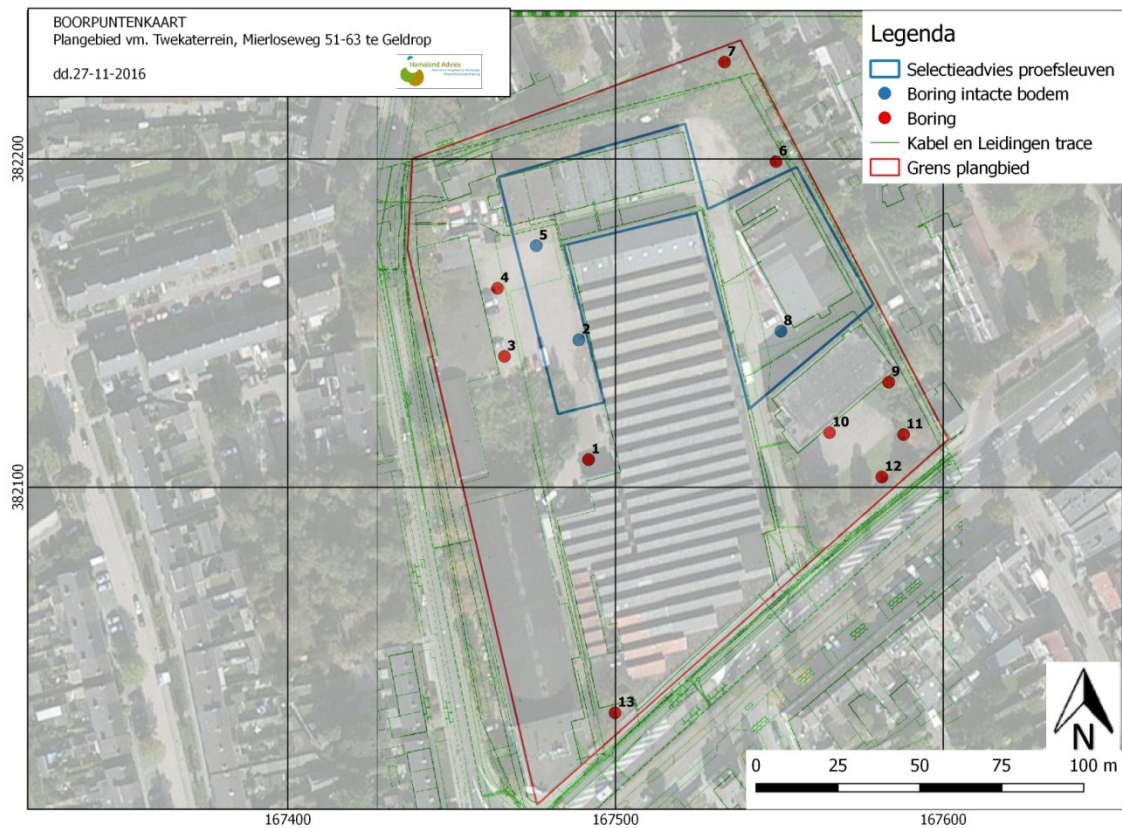 BOORPUNTENKAART
Plangebied vm. Twekaterrein, Mierloseweg 51-63 te Geldrop
dd.27-11-2016
Hamaland Advies
Legenda
Selectieadvies proefsleuven
Boring intacte bodem
Boring
Kabel en Leidingen trace
Grens plangbied
7
6
5
4
2
3
8
9
10
11
1
12
13
382200
382100
N
0 25 50 75 100 m
167400 167500 167600